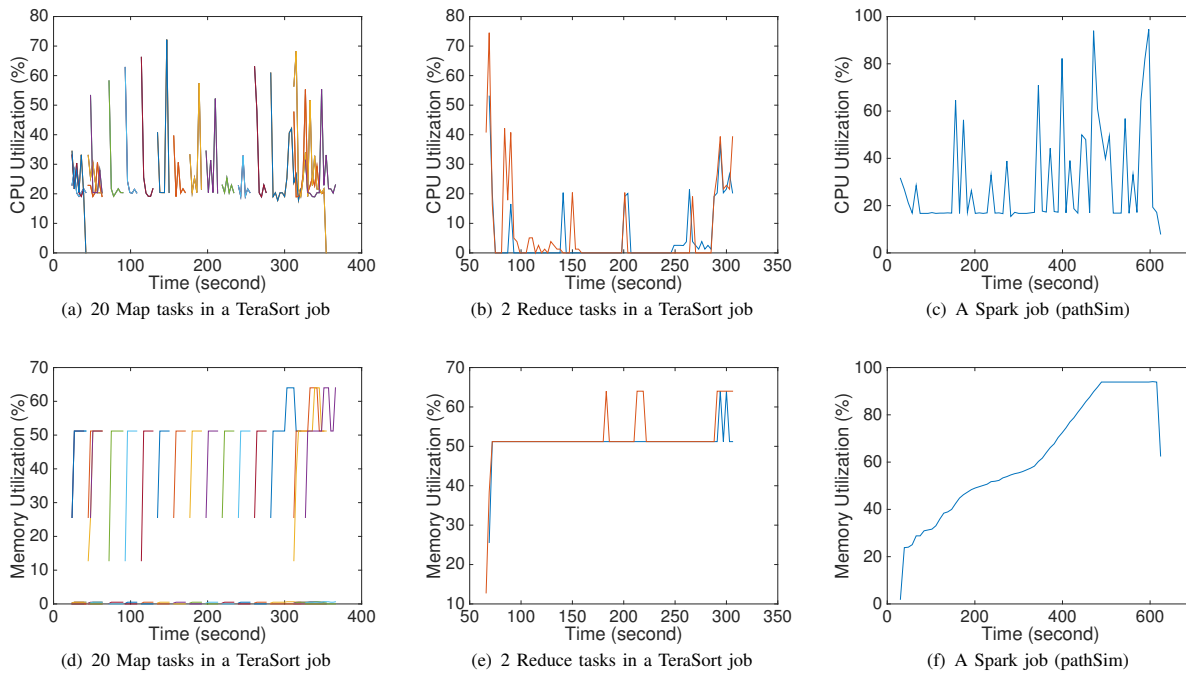 80
70
60
50
40
30
20
10
0
CPU Utilization (%)
0 100 200 300 400
Time (second)
(a) 20 Map tasks in a TeraSort job
80
70
60
50
40
30
20
10
0
CPU Utilization (%)
50 100 150 200 250 300 350
Time (second)
(b) 2 Reduce tasks in a TeraSort job
100
80
60
40
20
0
CPU Utilization (%)
0 200 400 600
Time (second)
(c) A Spark job (pathSim)
70
60
50
40
30
20
10
0
Memory Utilization (%)
0 100 200 300 400
Time (second)
(d) 20 Map tasks in a TeraSort job
70
60
50
40
30
20
10
Memory Utilization (%)
50 100 150 200 250 300 350
Time (second)
(e) 2 Reduce tasks in a TeraSort job
100
80
60
40
20
0
Memory Utilization (%)
0 200 400 600
Time (second)
(f) A Spark job (pathSim)